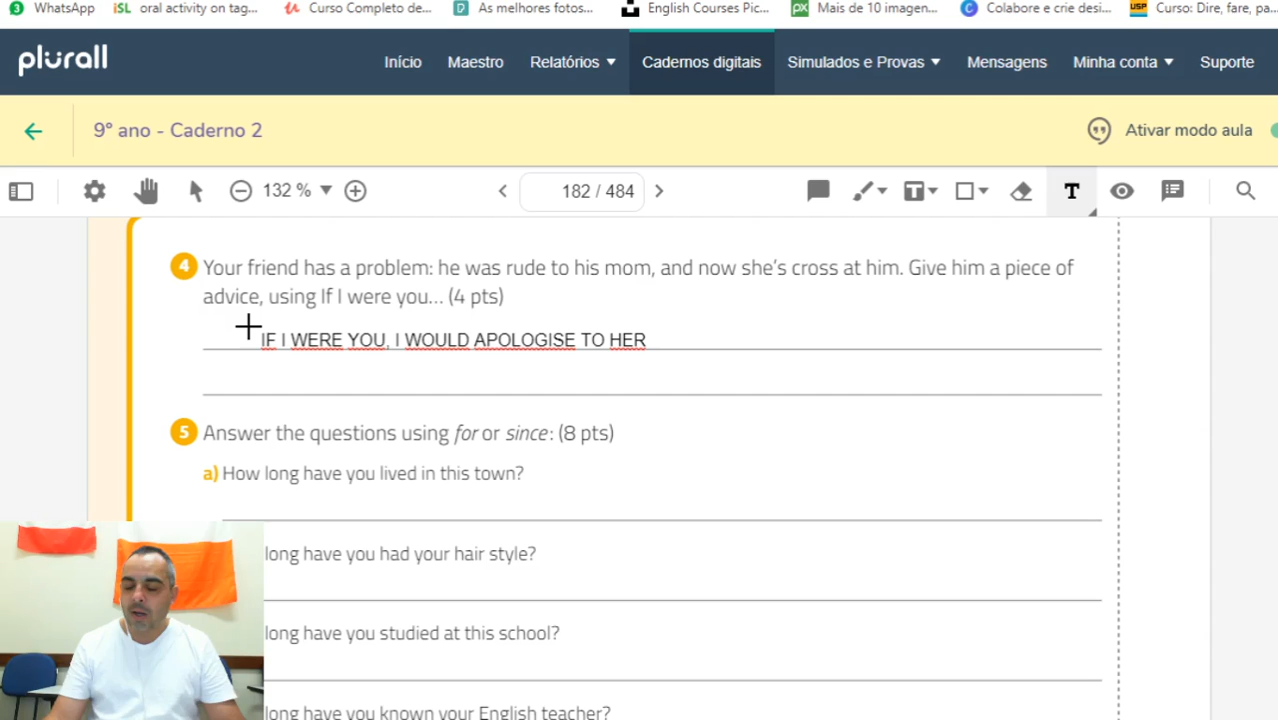 3 WhatsApp iSL oral activity on tag... Curso Completo de... As melhores fotos... English Courses Pic... px Mais de 10 imagen... C Colabore e crie desi... USP Curso: Dire, fare, pa...
plurall Início Maestro Relatórios Cadernos digitais Simulados e Provas Mensagens Minha conta Suporte
9º ano - Caderno 2 Ativar modo aula
132 % 182 / 484 T T
4 Your friend has a problem: he was rude to his mom, and now she's cross at him. Give him a piece of
advice, using If I were you... (4 pts)
IF I WERE YOU, I WOULD APOLOGISE TO HER
5 Answer the questions using for or since: (8 pts)
a) How long have you lived in this town?
long have you had your hair style?
long have you studied at this school?
long have you known your English teacher?